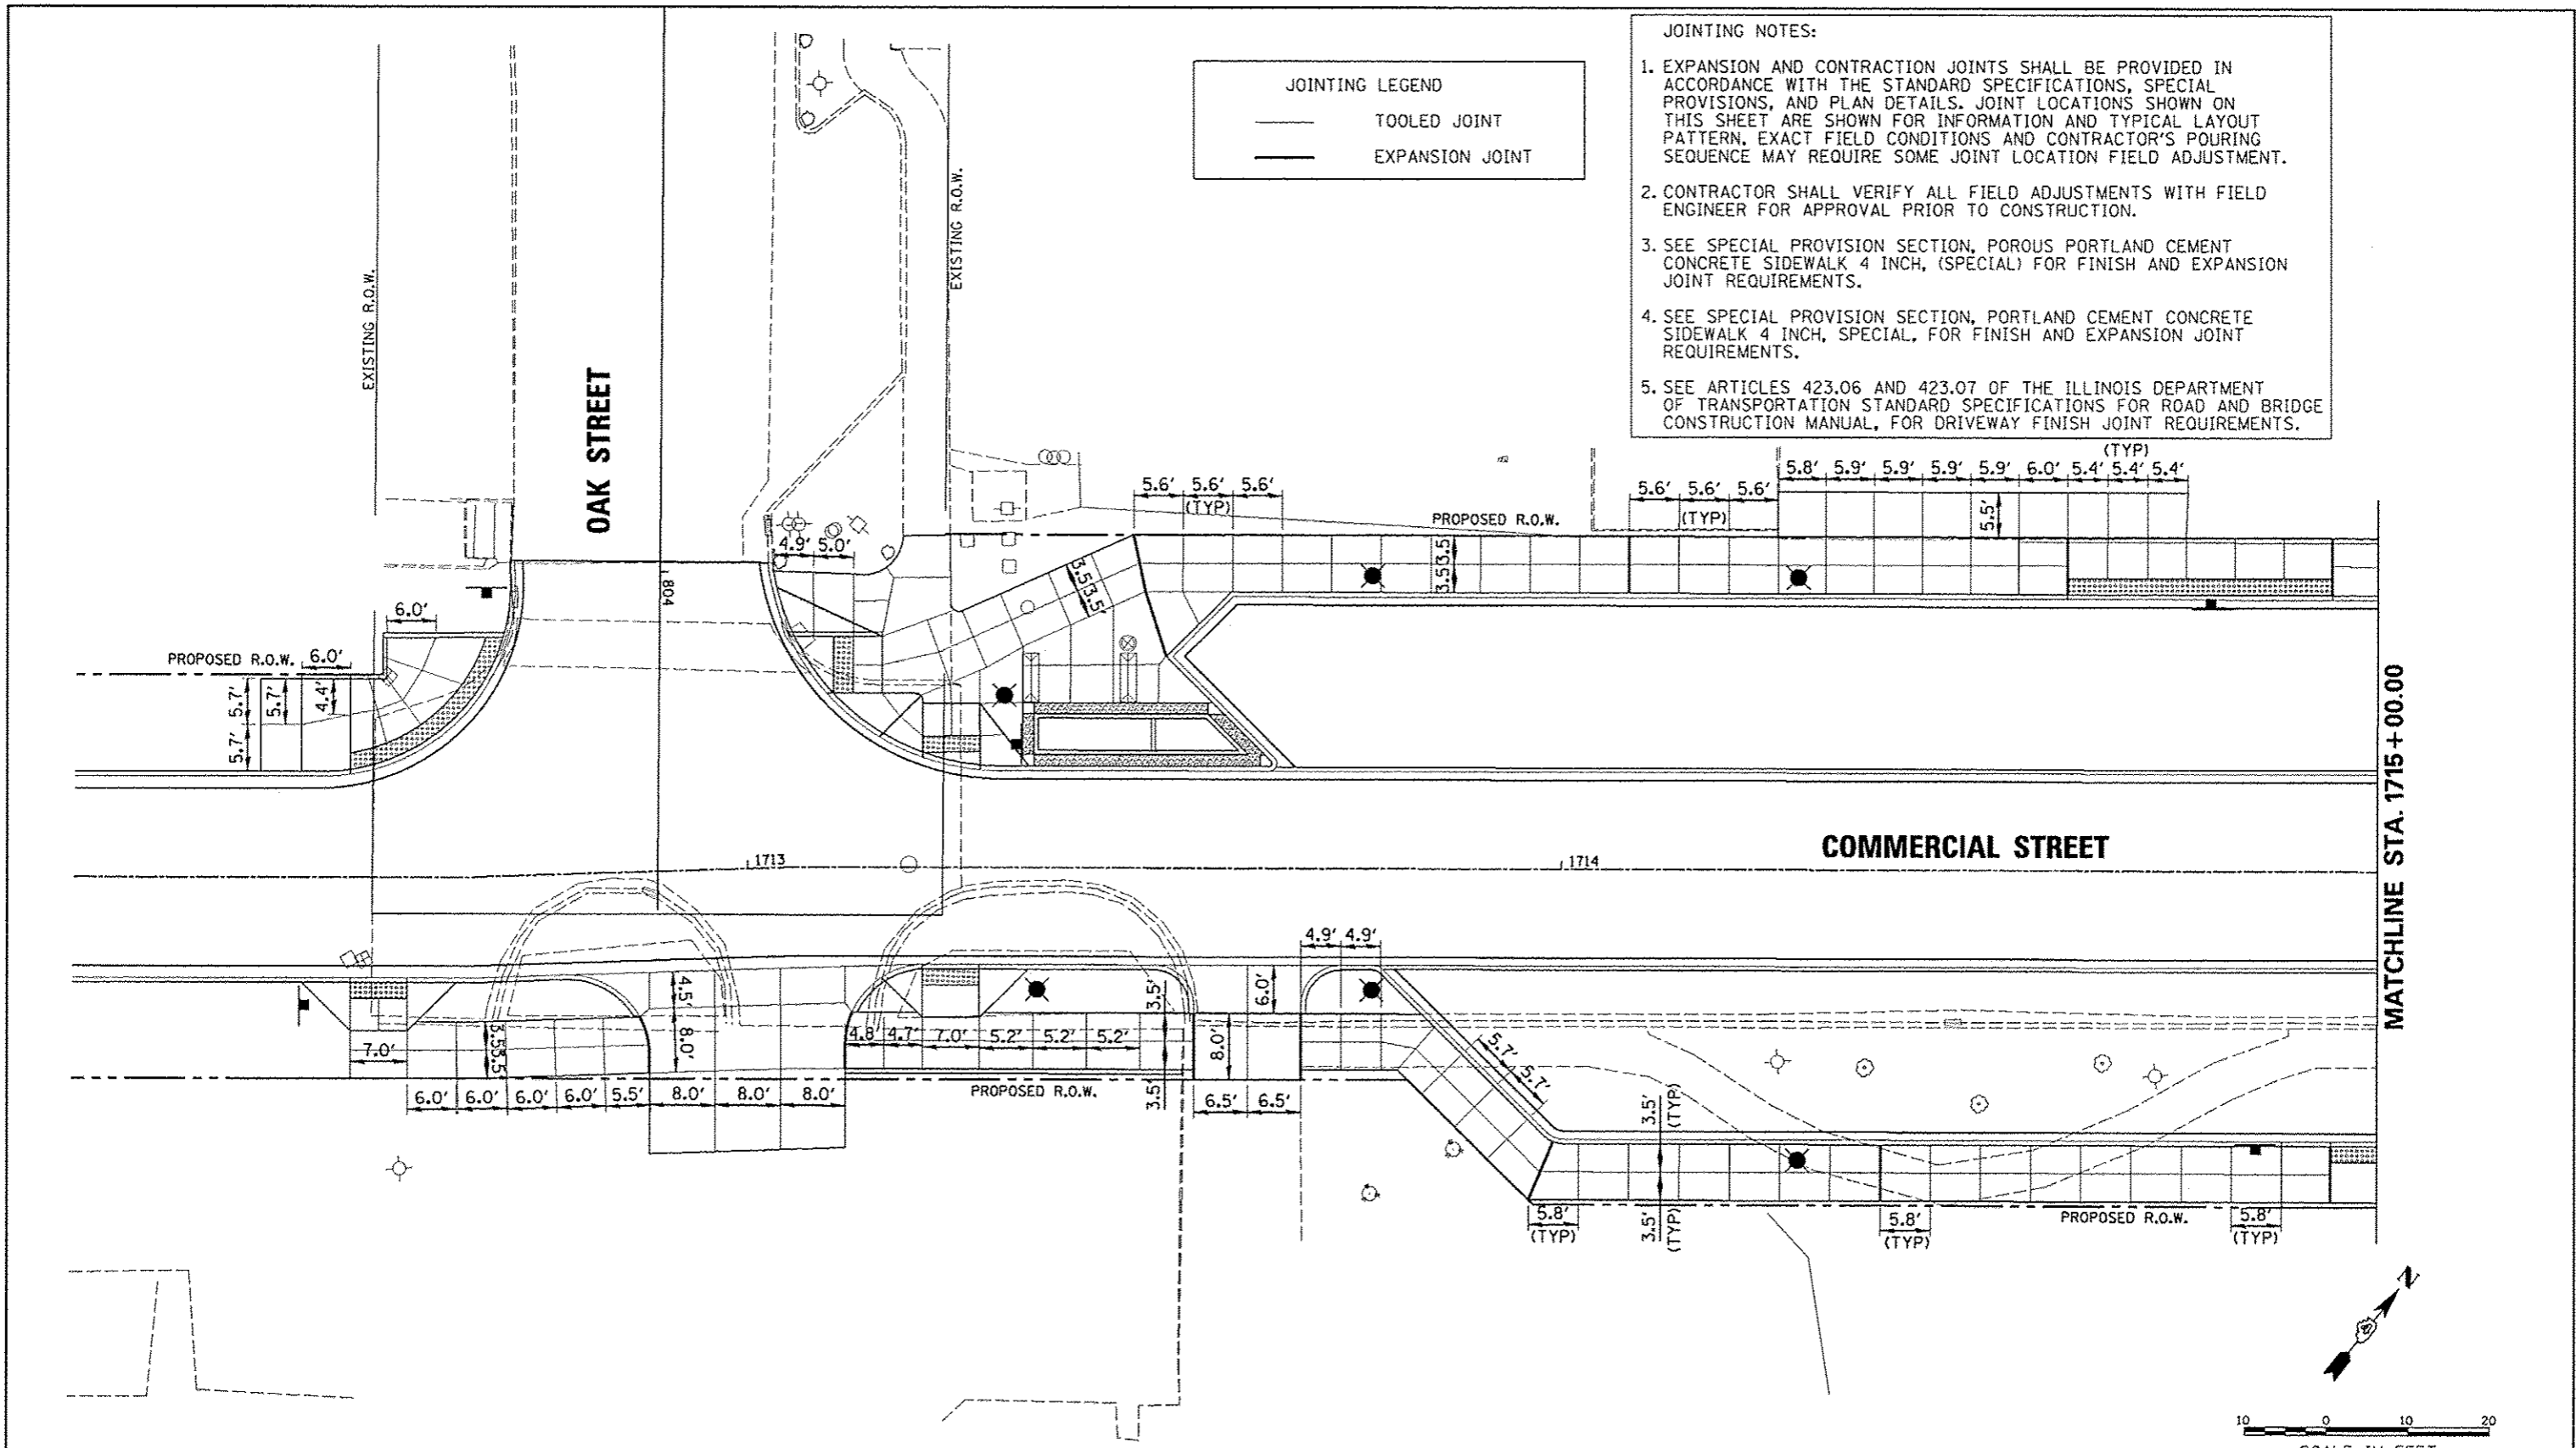 JOINTING NOTES:
1. EXPANSION AND CONTRACTION JOINTS SHALL BE PROVIDED IN
ACCORDANCE WITH THE STANDARD SPECIFICATIONS, SPECIAL
PROVISIONS, AND PLAN DETAILS. JOINT LOCATIONS SHOWN ON
THIS SHEET ARE SHOWN FOR INFORMATION AND TYPICAL LAYOUT
PATTERN. EXACT FIELD CONDITIONS AND CONTRACTOR'S POURING
SEQUENCE MAY REQUIRE SOME JOINT LOCATION FIELD ADJUSTMENT.
2. CONTRACTOR SHALL VERIFY ALL FIELD ADJUSTMENTS WITH FIELD
ENGINEER FOR APPROVAL PRIOR TO CONSTRUCTION.
3. SEE SPECIAL PROVISION SECTION, POROUS PORTLAND CEMENT
CONCRETE SIDEWALK 4 INCH, (SPECIAL) FOR FINISH AND EXPANSION
JOINT REQUIREMENTS.
4. SEE SPECIAL PROVISION SECTION, PORTLAND CEMENT CONCRETE
SIDEWALK 4 INCH, SPECIAL, FOR FINISH AND EXPANSION JOINT
REQUIREMENTS.
5. SEE ARTICLES 423.06 AND 423.07 OF THE ILLINOIS DEPARTMENT
OF TRANSPORTATION STANDARD SPECIFICATIONS FOR ROAD AND BRIDGE
CONSTRUCTION MANUAL, FOR DRIVEWAY FINISH JOINT REQUIREMENTS.
JOINTING LEGEND
TOOLED JOINT
EXPANSION JOINT
EXISTING R.O.W.
OAK STREET
EXISTING R.O.W.
804
(TYP)
5.8' 5.9' 5.9' 5.9' 5.9' 6.0' 5.4' 5.4' 5.4'
5.6' 5.6' 5.6'
(TYP)
5.6' 5.6' 5.6'
(TYP)
5.5'
PROPOSED R.O.W.
4.9' 5.0'
3.5 3.5'
3.5 3.5
6.0'
PROPOSED R.O.W. 6.0'
5.7' 5.7' 4.4'
5.7'
COMMERCIAL STREET
1713
1714
MATCHLINE STA. 1715+00.00
4.9' 4.9'
4.5'
8.0'
3.5'
6.0'
3.5 3.5'
7.0'
4.8' 4.7' 7.0' 5.2' 5.2' 5.2'
8.0'
3.5'
PROPOSED R.O.W.
6.0' 6.0' 6.0' 6.0' 5.5' 8.0' 8.0' 8.0'
6.5' 6.5'
5.7'
5.7'
3.5'
(TYP)
3.5'
(TYP)
5.8'
(TYP)
5.8'
(TYP)
PROPOSED R.O.W.
5.8'
(TYP)
N
10 0 10 20